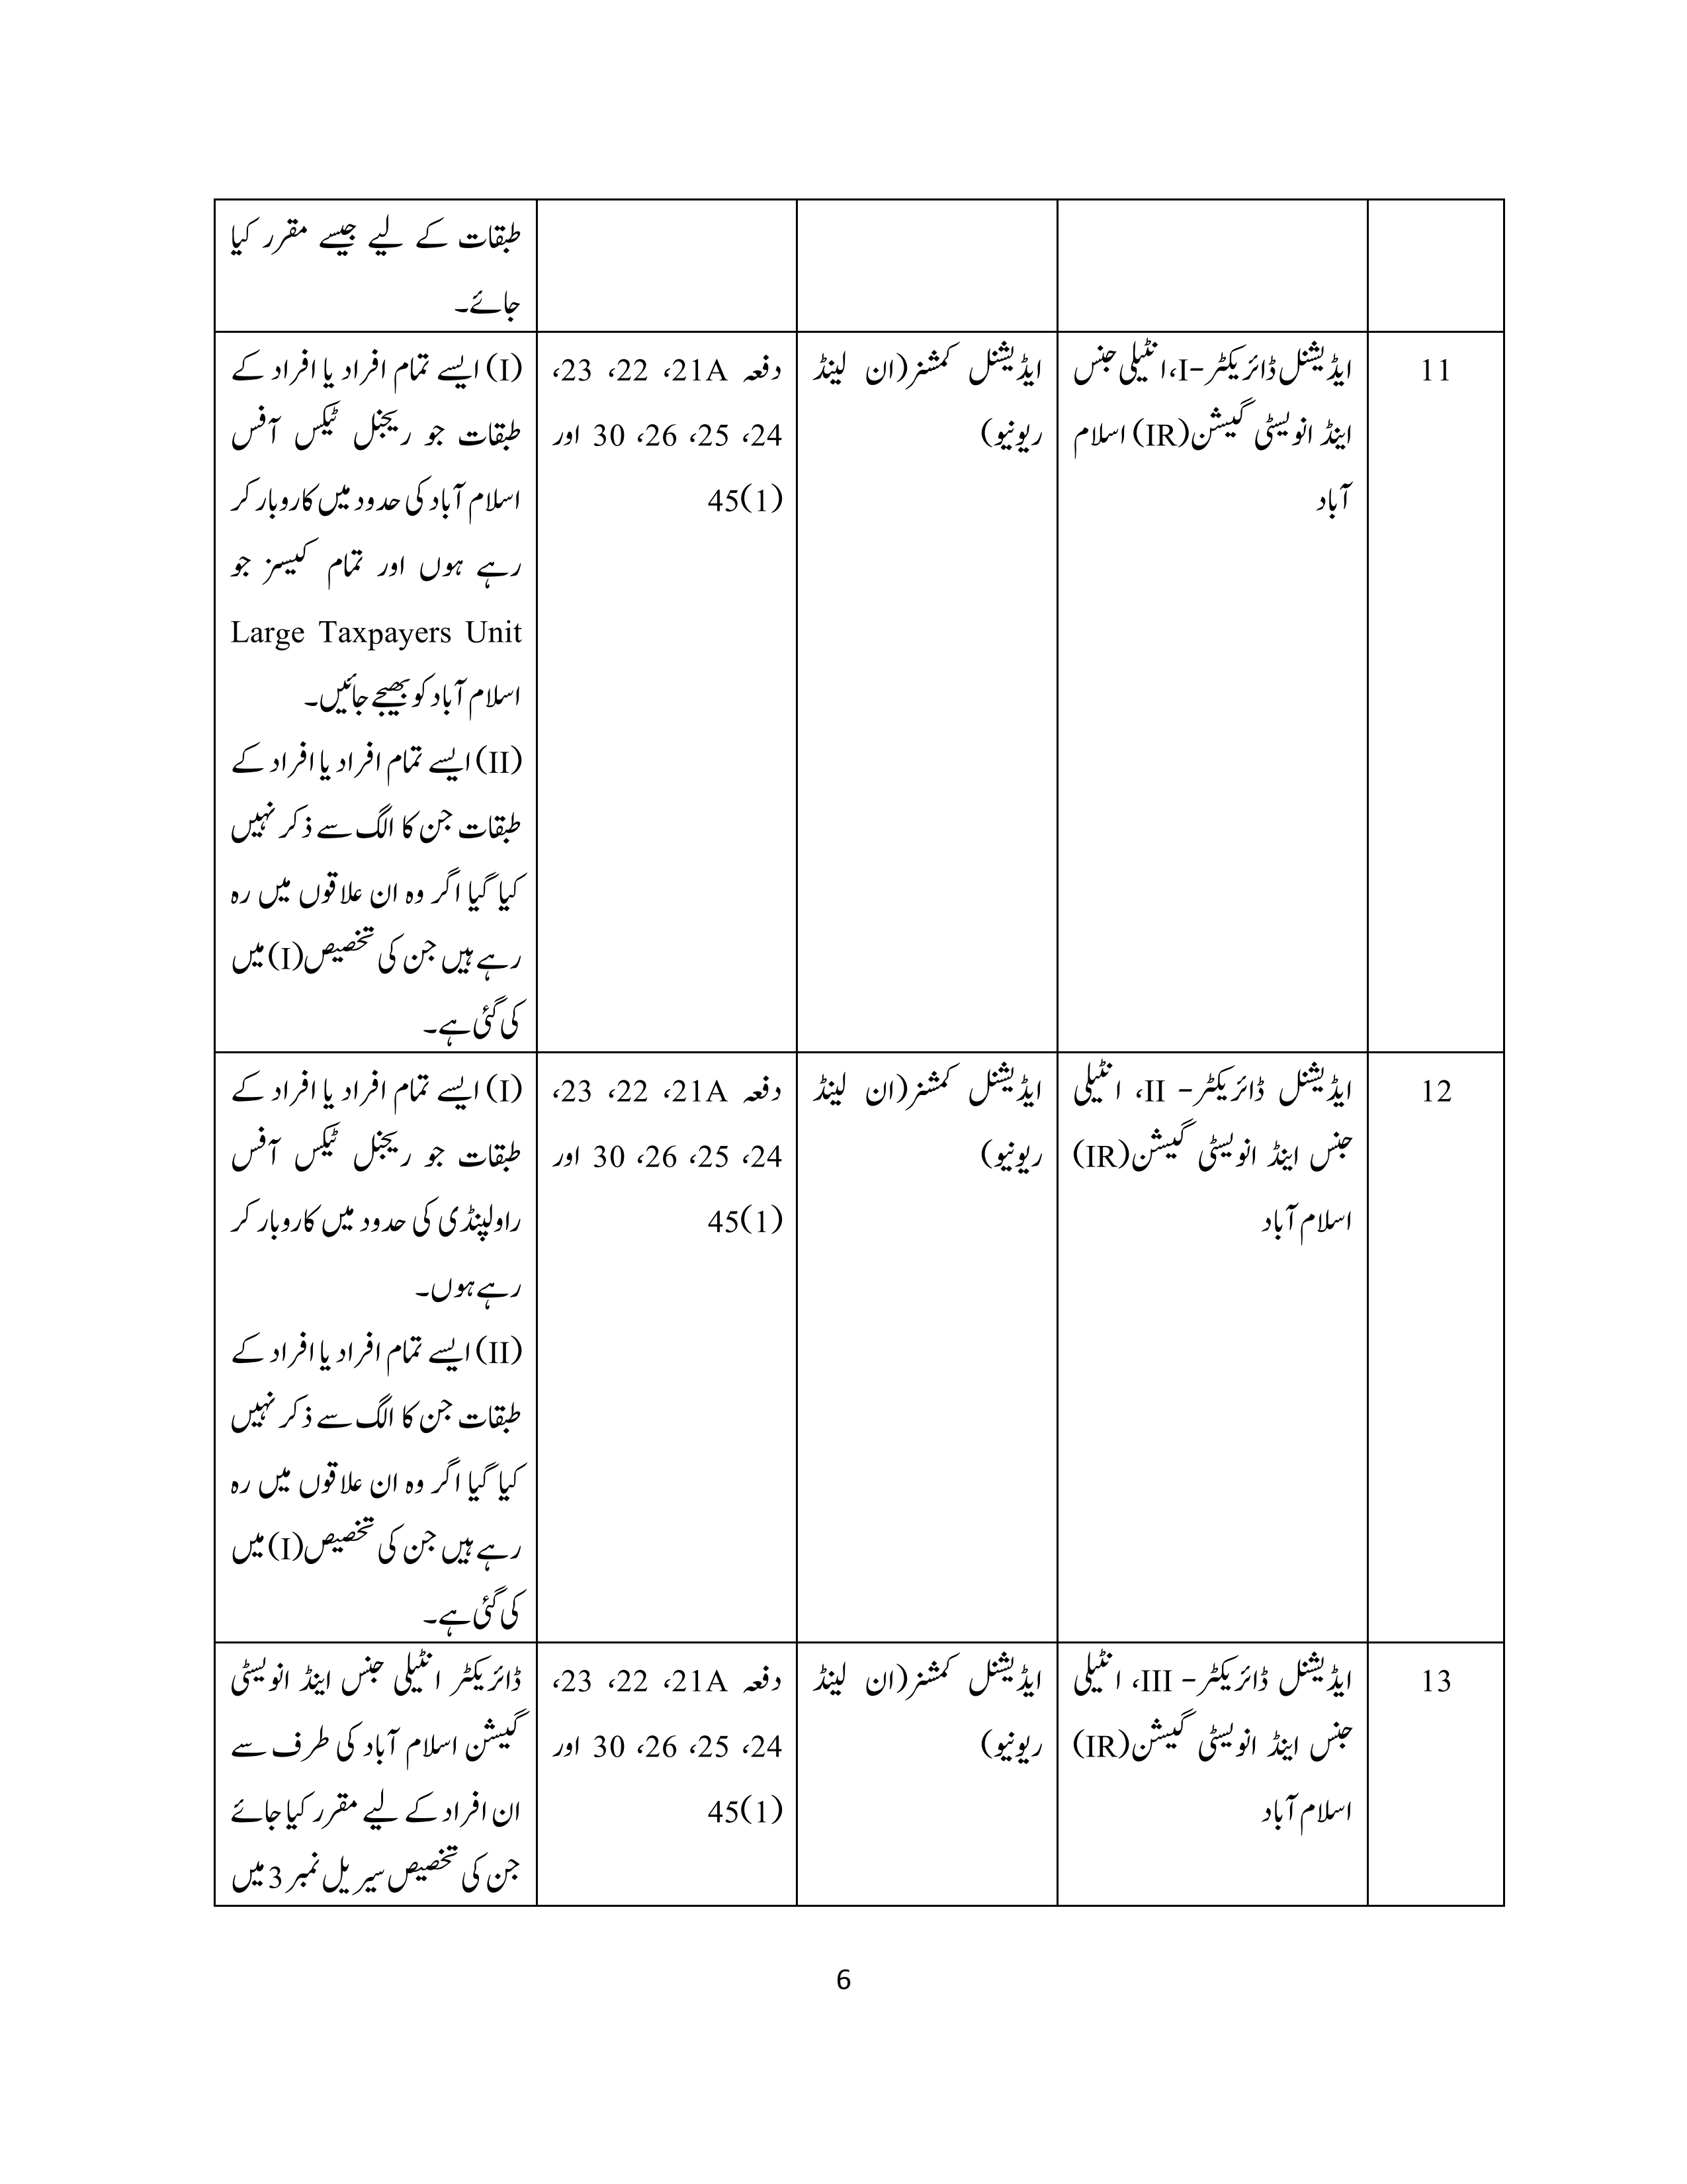 طبقات کے لیے جیسے مقرر کیا
جائے۔
11
ایڈیشنل ڈائریکٹر-I،انٹیلی جنس
اینڈ انویسٹی گیشن(IR) اسلام
آباد
ایڈیشنل کمشنر(ان لینڈ
ریونیو)
دفعہ 21A، 22، 23،
24، 25، 26، 30 اور
45(1)
(I) ایسے تمام افراد یا افراد کے
طبقات جو ریجنل ٹیکس آفس
اسلام آباد کی حدود میں کاروبار کر
رہے ہوں اور تمام کیسز جو
Large Taxpayers Unit
اسلام آباد کو بھیجے جائیں۔
(II) ایسے تمام افراد یا افراد کے
طبقات جن کا الگ سے ذکر نہیں
کیا گیا اگر وہ ان علاقوں میں رہ
رہے ہیں جن کی تخصیص(I) میں
کی گئی ہے۔
12
ایڈیشنل ڈائریکٹر- II، انٹیلی
جنس اینڈ انویسٹی گیشن(IR)
اسلام آباد
ایڈیشنل کمشنر(ان لینڈ
ریونیو)
دفعہ 21A، 22، 23،
24، 25، 26، 30 اور
45(1)
(I) ایسے تمام افراد یا افراد کے
طبقات جو ریجنل ٹیکس آفس
راولپنڈی کی حدود میں کاروبار کر
رہے ہوں۔
(II) ایسے تمام افراد یا افراد کے
طبقات جن کا الگ سے ذکر نہیں
کیا گیا اگر وہ ان علاقوں میں رہ
رہے ہیں جن کی تخصیص(I) میں
کی گئی ہے۔
13
ایڈیشنل ڈائریکٹر- III، انٹیلی
جنس اینڈ انویسٹی گیشن(IR)
اسلام آباد
ایڈیشنل کمشنر(ان لینڈ
ریونیو)
دفعہ 21A، 22، 23،
24، 25، 26، 30 اور
45(1)
ڈائریکٹر انٹیلی جنس اینڈ انویسٹی
گیشن اسلام آباد کی طرف سے
ان افراد کے لیے مقرر کیا جائے
جن کی تخصیص سیریل نمبر 3 میں
6